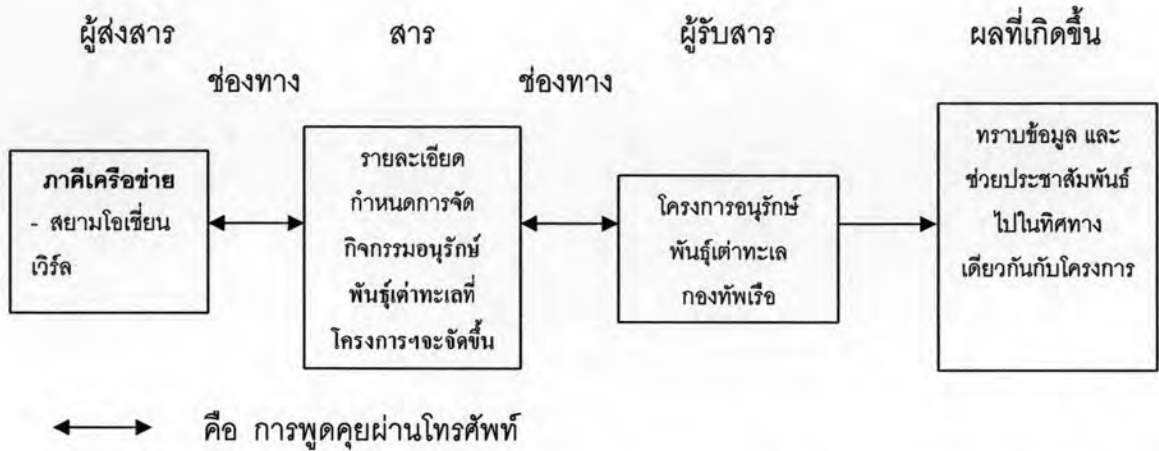 ผู้ส่งสาร
สาร
ผู้รับสาร
ผลที่เกิดขึ้น
ช่องทาง
ช่องทาง
ภาคีเครือข่าย
- สยามโอเชี่ยน
เวิร์ล
รายละเอียด
กำหนดการจัด
กิจกรรมอนุรักษ์
พันธุ์เต่าทะเลที่
โครงการฯจะจัดขึ้น
โครงการอนุรักษ์
พันธุ์เต่าทะเล
กองทัพเรือ
ทราบข้อมูล และ
ช่วยประชาสัมพันธ์
ไปในทิศทาง
เดียวกันกับโครงการ
คือ การพูดคุยผ่านโทรศัพท์